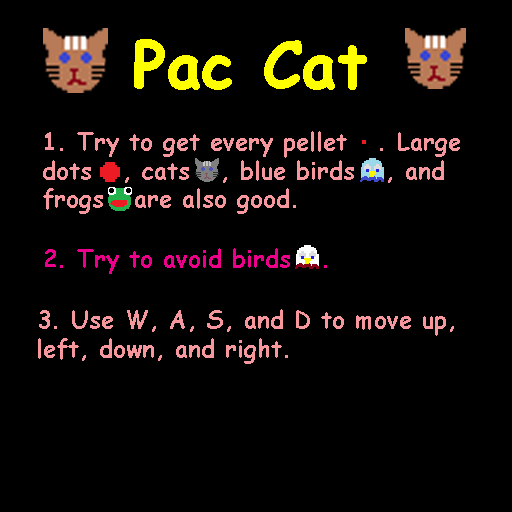 Pac Cat
1. Try to get every pellet . Large
dots, cats, blue birds, and
frogs are also good.
2. Try to avoid birds.
3. Use W, A, S, and D to move up,
left, down, and right.